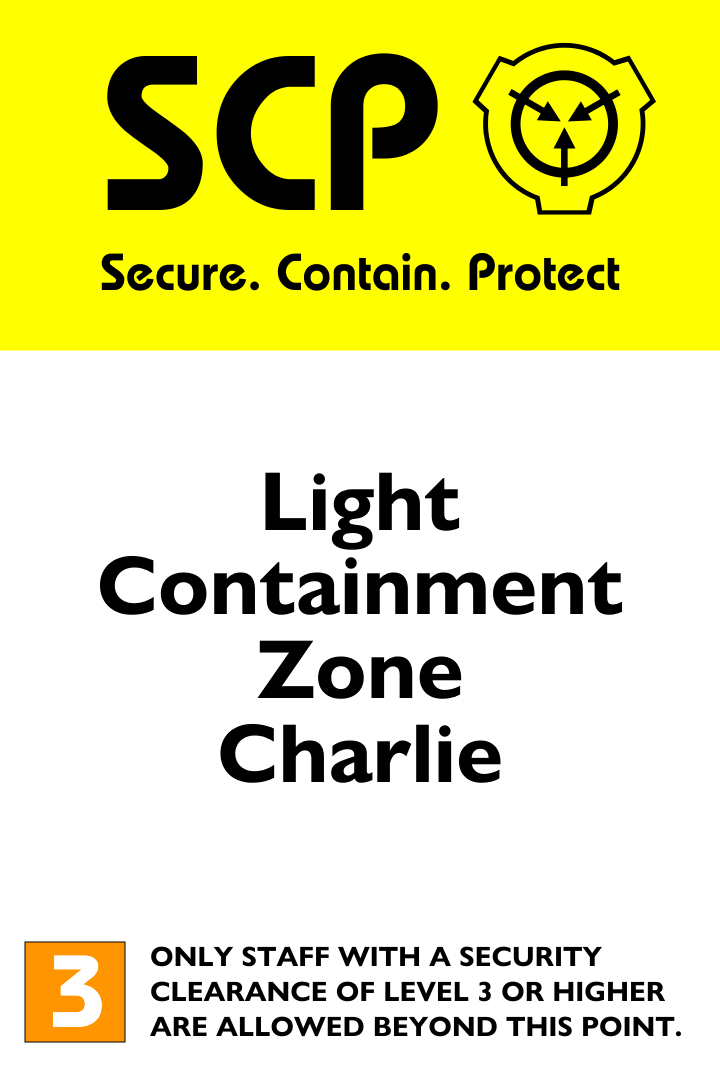 SCP
Secure. Contain. Protect
Light
Containment
Zone
Charlie
3
ONLY STAFF WITH A SECURITY
CLEARANCE OF LEVEL 3 OR HIGHER
ARE ALLOWED BEYOND THIS POINT.